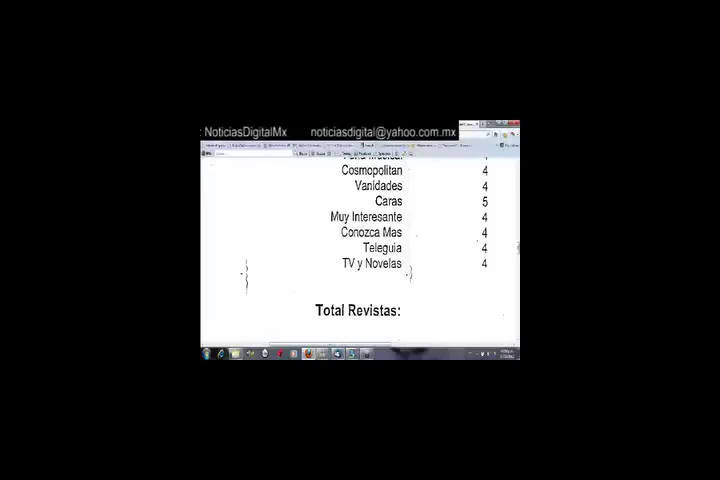 : NoticiasDigitalMx noticiasdigital@yahoo.com.mx
Cosmopolitan 4
Vanidades 4
Caras 5
Muy Interesante 4
Conozca Mas 4
Teleguia 4
TV y Novelas 4
Total Revistas: